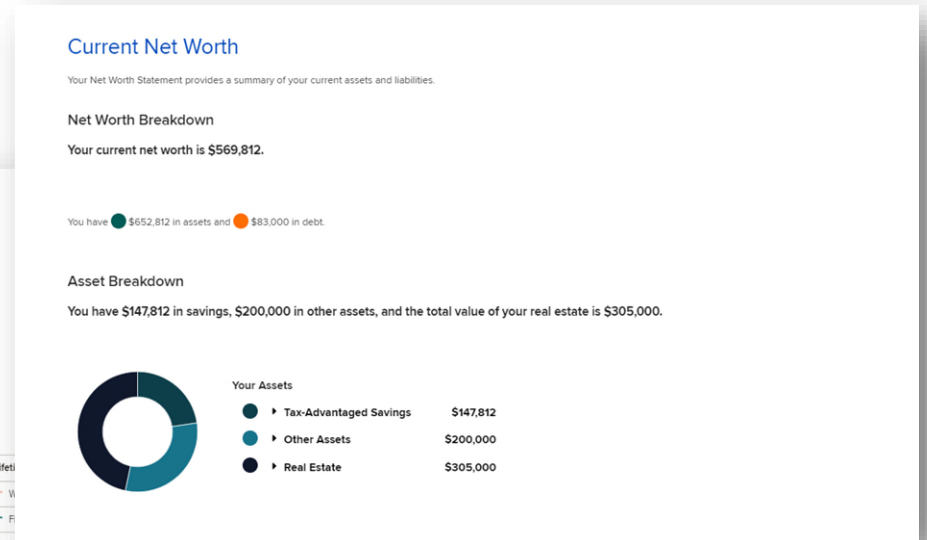 Current Net Worth
Your Net Worth Statement provides a summary of your current assets and liabilities.
Net Worth Breakdown
Your current net worth is $569,812.
You have $652,812 in assets and $83,000 in debt.
Asset Breakdown
You have $147,812 in savings, $200,000 in other assets, and the total value of your real estate is $305,000.
Your Assets
Tax-Advantaged Savings $147,812
Other Assets $200,000
Real Estate $305,000